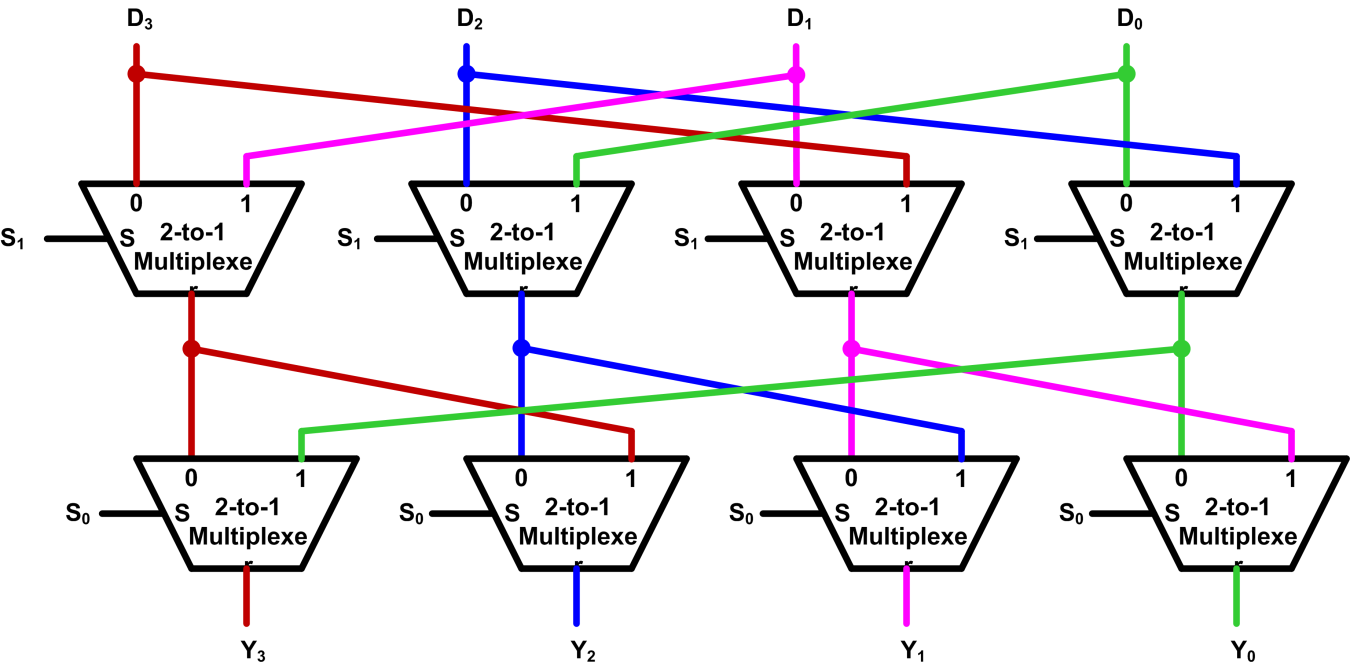 D3 D2 D1 D0
0 1 0 1 0 1 0 1
S1 S 2-to-1 S1 S 2-to-1 S1 S 2-to-1 S1 S 2-to-1
Multiplexe Multiplexe Multiplexe Multiplexe
r r r r
0 1 0 1 0 1 0 1
S0 S 2-to-1 S0 S 2-to-1 S0 S 2-to-1 S0 S 2-to-1
Multiplexe Multiplexe Multiplexe Multiplexe
r r r r
Y3 Y2 Y1 Y0